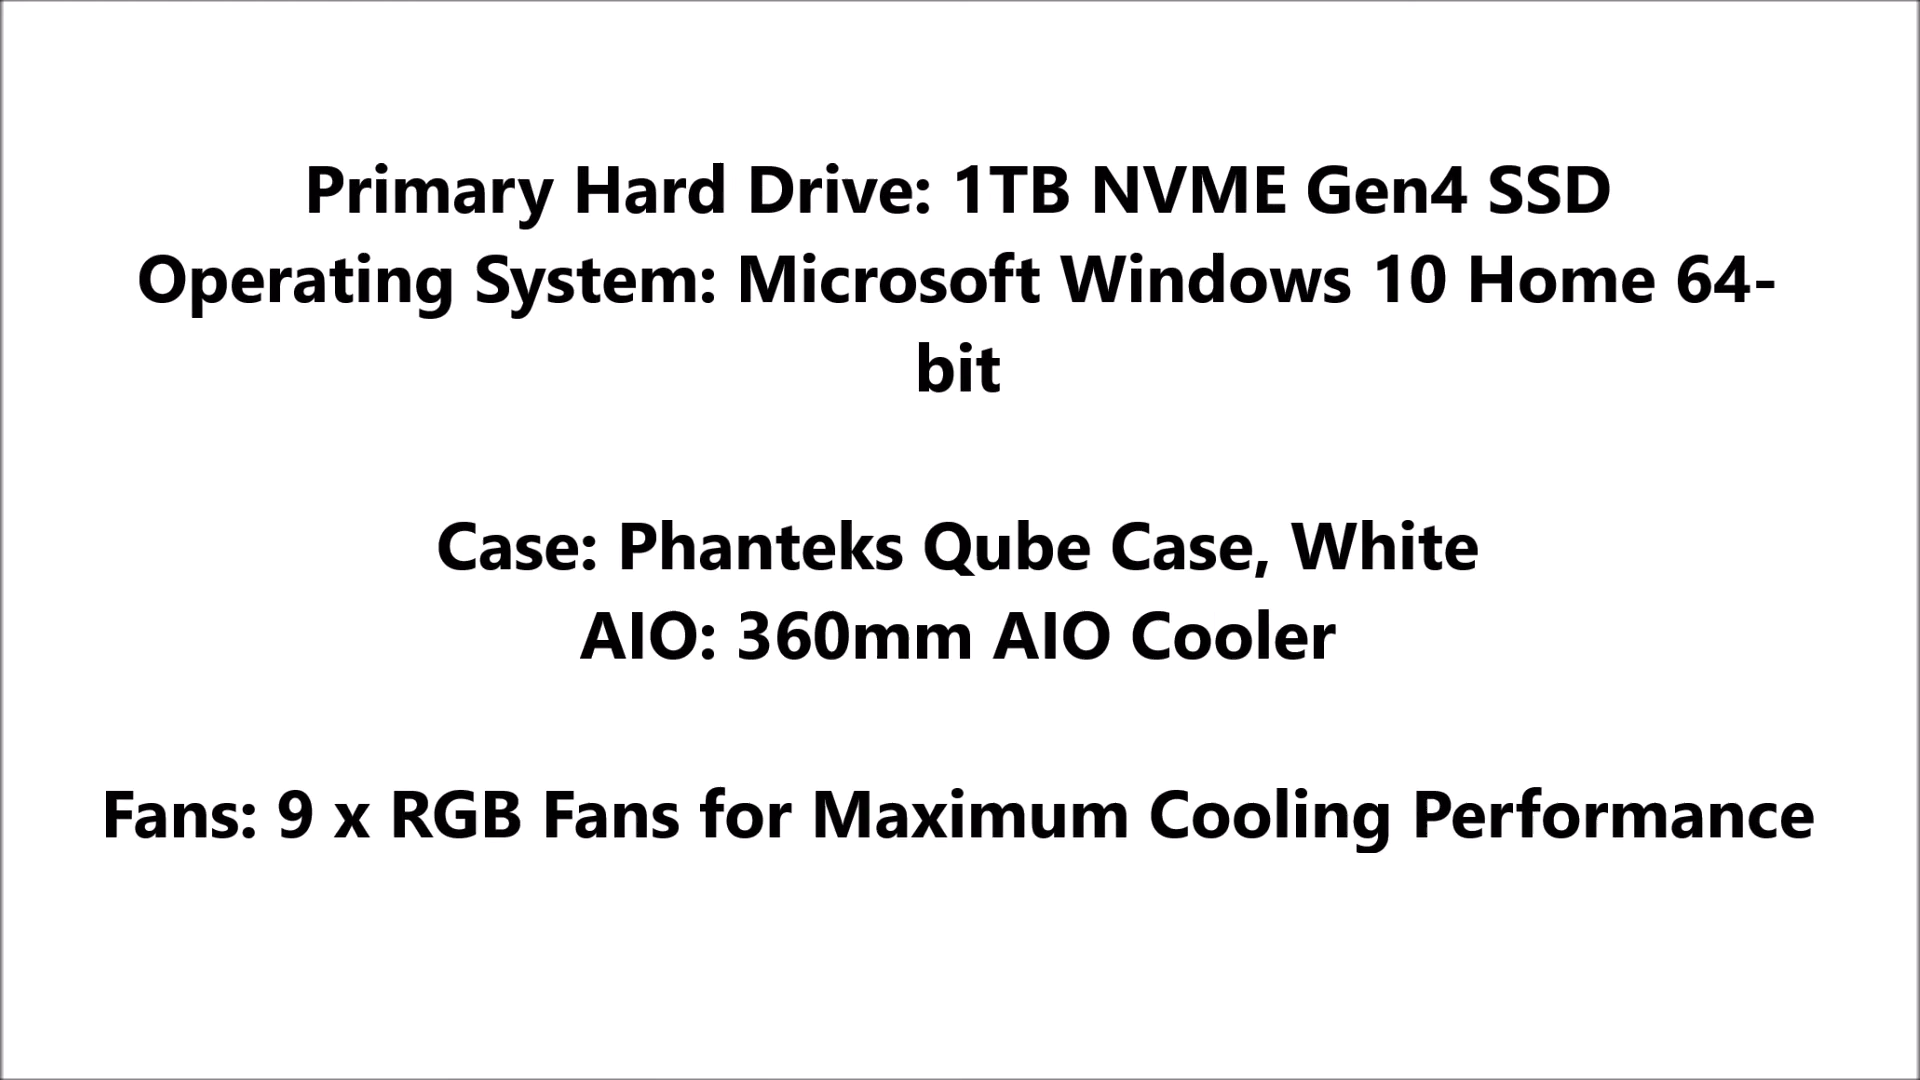 Primary Hard Drive: 1TB NVME Gen4 SSD
Operating System: Microsoft Windows 10 Home 64-
bit
Case: Phanteks Qube Case, White
AIO: 360mm AIO Cooler
Fans: 9 x RGB Fans for Maximum Cooling Performance